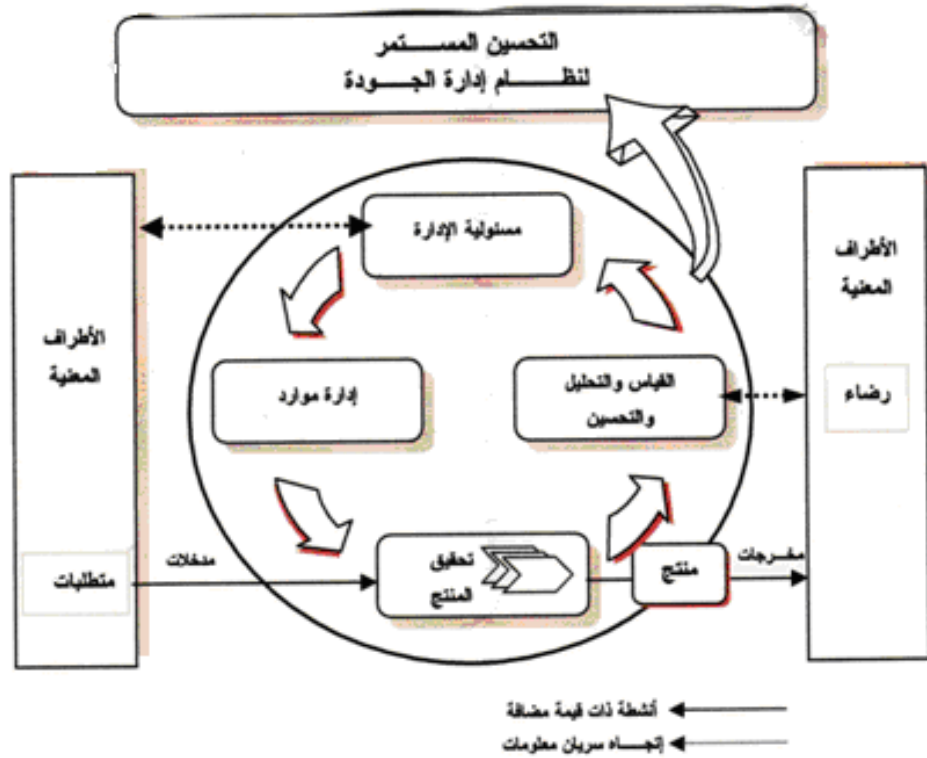 التحسين المستمر
لنظام إدارة الجودة
مسئولية الإدارة
الأطراف
المعنية
رضاء
الأطراف
المعنية
متطلبات
إدارة موارد
القياس والتحليل
والتحسين
مدخلات
تحقيق
المنتج
منتج
مخرجات
أنشطة ذات قيمة مضافة
إتجاه سريان معلومات